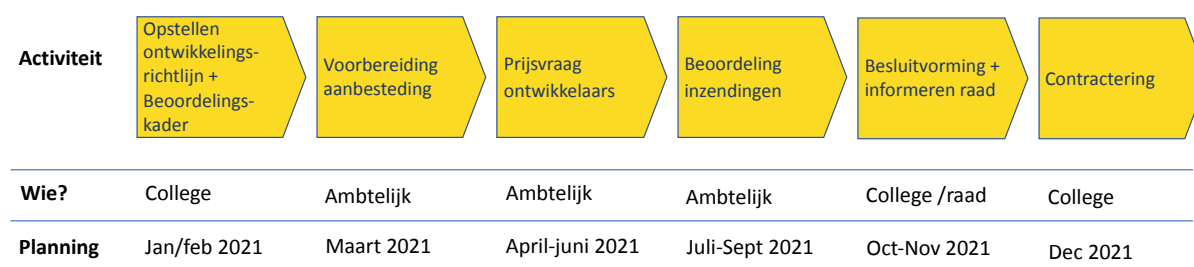 Activiteit
Opstellen
ontwikkelings-
richtlijn +
Beoordelings-
kader
Voorbereiding
aanbesteding
Prijsvraag
ontwikkelaars
Beoordeling
inzendingen
Besluitvorming +
informeren raad
Contractering
Wie? College Ambtelijk Ambtelijk Ambtelijk College /raad College
Planning Jan/feb 2021 Maart 2021 April-juni 2021 Juli-Sept 2021 Oct-Nov 2021 Dec 2021